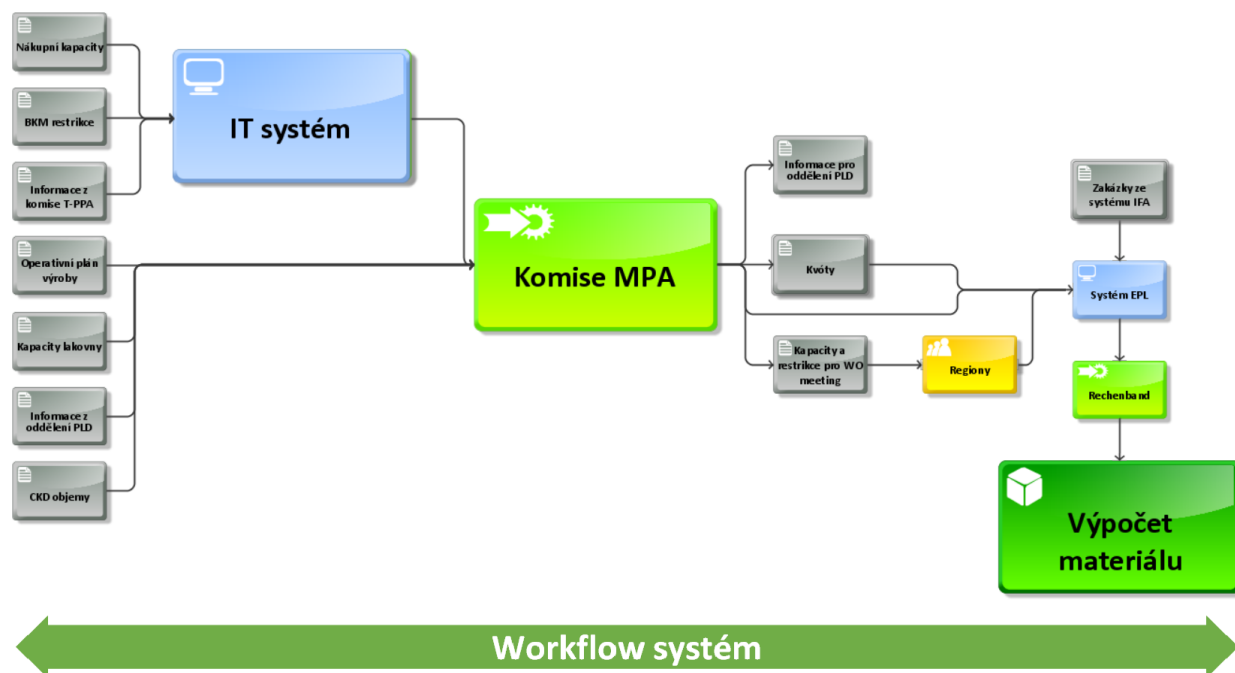 Nákupní kapacity
BKM restrikce
Informace z
komise T-PPA
Operativní plán
výroby
Kapacity lakovny
Informace z
oddělení PLD
CKD objemy
IT systém
Komise MPA
Informace pro
oddělení PLD
Kvóty
Kapacity a
restrikce pro WO
meeting
Regiony
Zakázky ze
systému IFA
Systém EPL
Rechenband
Výpočet
materiálu
Workflow systém